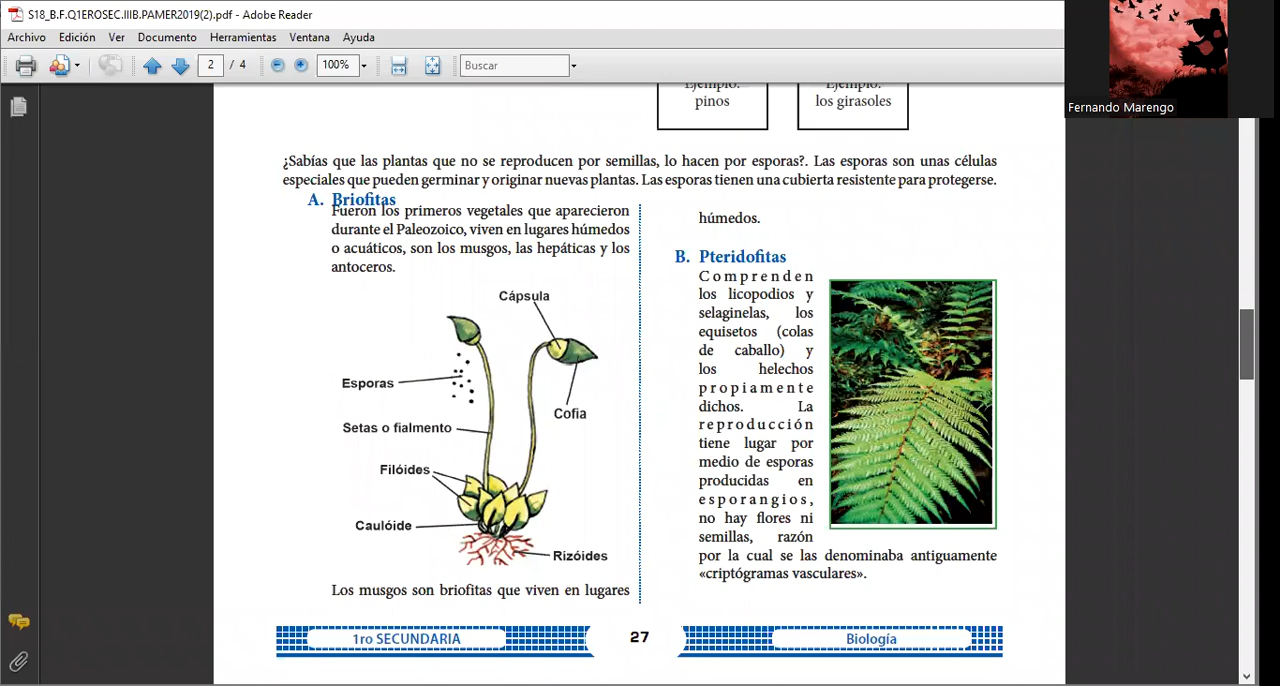 S18_B.F.Q1EROSEC.IIIB.PAMER2019(2).pdf - Adobe Reader
Archivo Edición Ver Documento Herramientas Ventana Ayuda
2 / 4 100% Buscar
Fernando Marengo
Ejemplo:
pinos
Ejemplo:
los girasoles
¿Sabías que las plantas que no se reproducen por semillas, lo hacen por esporas?. Las esporas son unas células
especiales que pueden germinar y originar nuevas plantas. Las esporas tienen una cubierta resistente para protegerse.
A. Briofitas
Fueron los primeros vegetales que aparecieron
durante el Paleozoico, viven en lugares húmedos
o acuáticos, son los musgos, las hepáticas y los
antoceros.
Cápsula
Esporas
Cofia
Setas o fialmento
Filóides
Caulóide
Rizóides
Los musgos son briofitas que viven en lugares
húmedos.
B. Pteridofitas
Comprenden
los licopodios y
selaginelas, los
equisetos (colas
de caballo) y
los helechos
propiamente
dichos. La
reproducción
tiene lugar por
medio de esporas
producidas en
esporangios,
no hay flores ni
semillas, razón
por la cual se las denominaba antiguamente
«criptógramas vasculares».
1ro SECUNDARIA
27
Biología